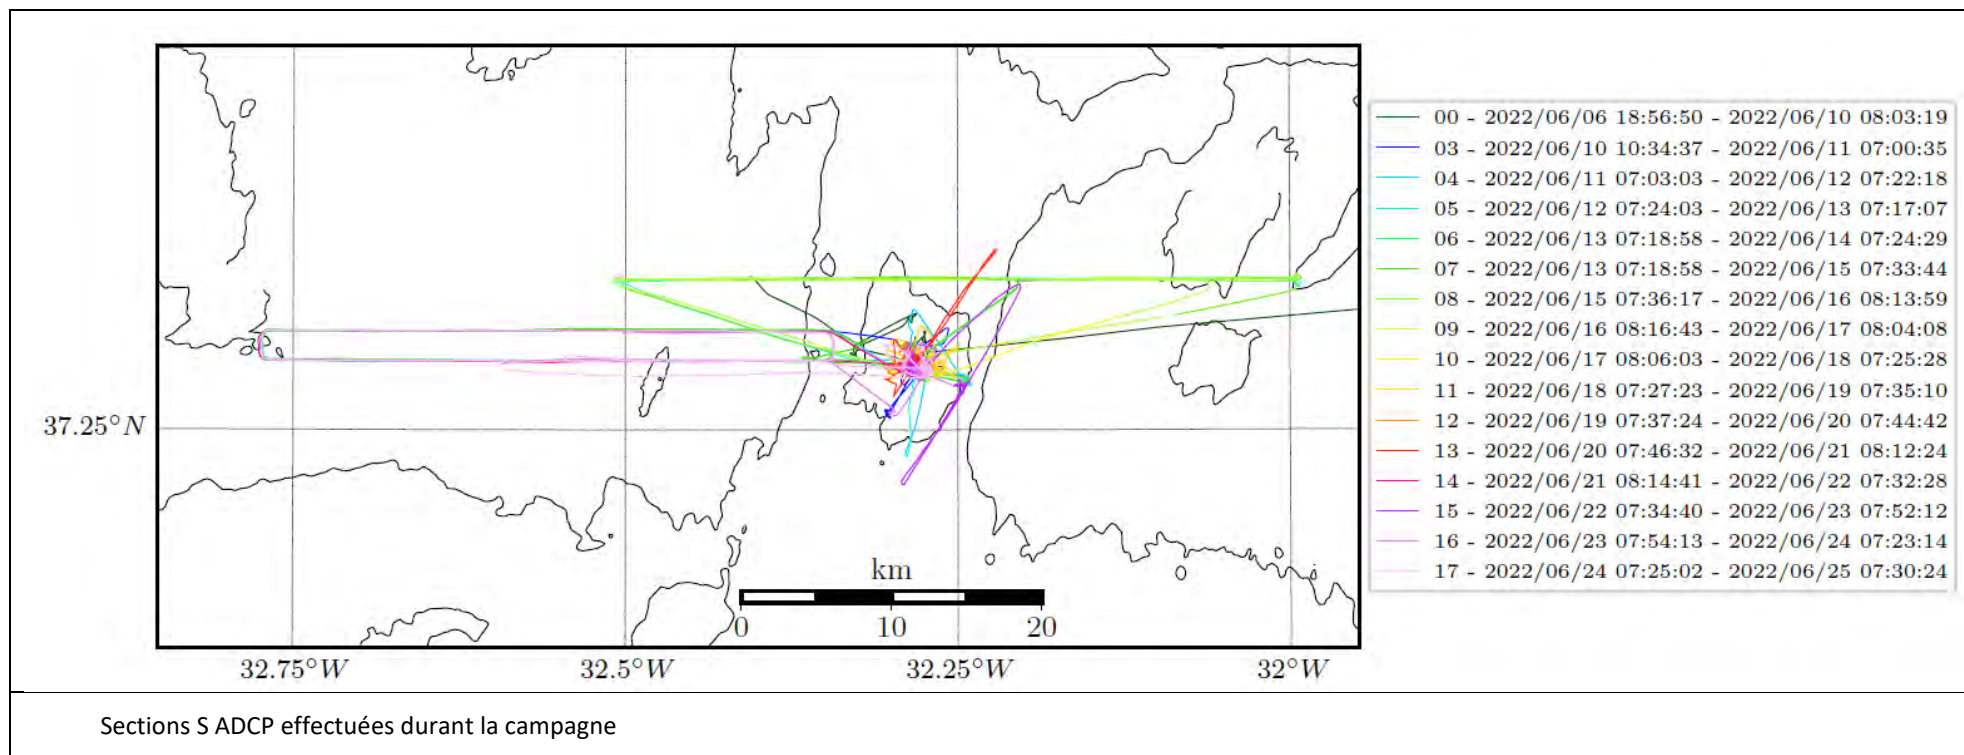 00 - 2022/06/06 18:56:50 - 2022/06/10 08:03:19
03 - 2022/06/10 10:34:37 - 2022/06/11 07:00:35
04 - 2022/06/11 07:03:03 - 2022/06/12 07:22:18
05 - 2022/06/12 07:24:03 - 2022/06/13 07:17:07
06 - 2022/06/13 07:18:58 - 2022/06/14 07:24:29
07 - 2022/06/13 07:18:58 - 2022/06/15 07:33:44
08 - 2022/06/15 07:36:17 - 2022/06/16 08:13:59
09 - 2022/06/16 08:16:43 - 2022/06/17 08:04:08
10 - 2022/06/17 08:06:03 - 2022/06/18 07:25:28
11 - 2022/06/18 07:27:23 - 2022/06/19 07:35:10
12 - 2022/06/19 07:37:24 - 2022/06/20 07:44:42
13 - 2022/06/20 07:46:32 - 2022/06/21 08:12:24
14 - 2022/06/21 08:14:41 - 2022/06/22 07:32:28
15 - 2022/06/22 07:34:40 - 2022/06/23 07:52:12
16 - 2022/06/23 07:54:13 - 2022/06/24 07:23:14
17 - 2022/06/24 07:25:02 - 2022/06/25 07:30:24
37.25°N
km
0 10 20
32.75°W 32.5°W 32.25°W 32°W
Sections S ADCP effectuées durant la campagne